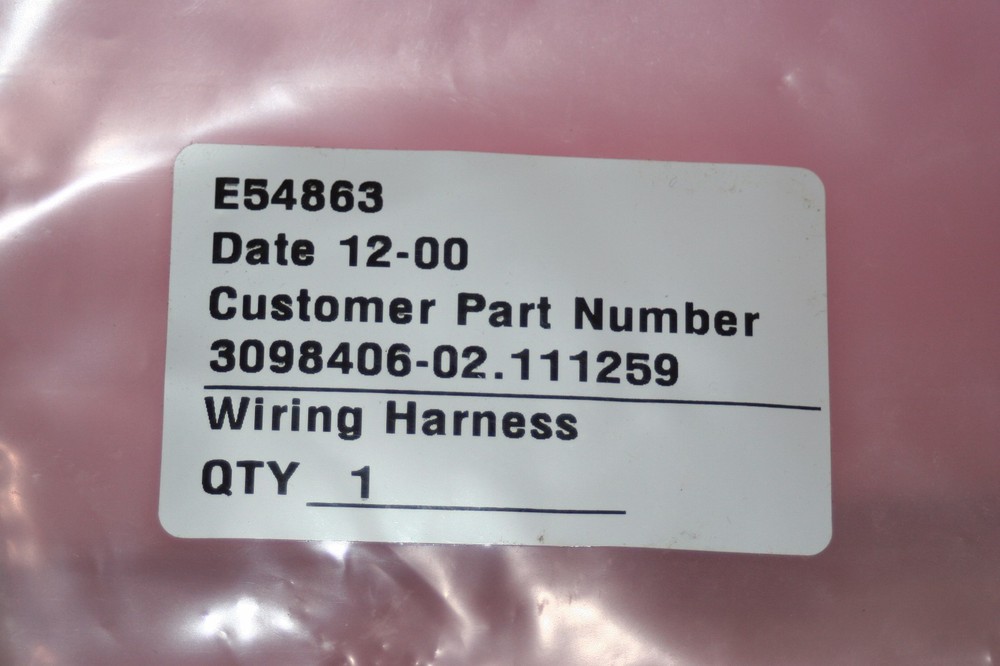 E54863
Date 12-00
Customer Part Number
3098406-02.111259
Wiring Harness
QTY 1